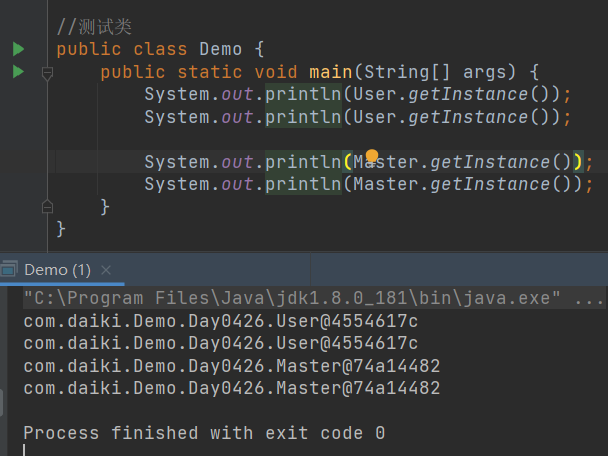 //测试类
public class Demo {
    public static void main(String[] args) {
        System.out.println(User.getInstance());
        System.out.println(User.getInstance());
        System.out.println(Master.getInstance());
        System.out.println(Master.getInstance());
    }
}
Demo (1) ×
"C:\Program Files\Java\jdk1.8.0_181\bin\java.exe" ...
com.daiki.Demo.Day0426.User@4554617c
com.daiki.Demo.Day0426.User@4554617c
com.daiki.Demo.Day0426.Master@74a14482
com.daiki.Demo.Day0426.Master@74a14482
Process finished with exit code 0